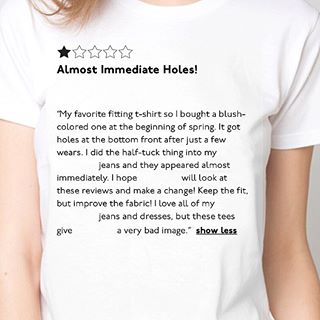 Almost Immediate Holes!
"My favorite fitting t-shirt so I bought a blush-
colored one at the beginning of spring. It got
holes at the bottom front after just a few
wears. I did the half-tuck thing into my
jeans and they appeared almost
immediately. I hope will look at
these reviews and make a change! Keep the fit,
but improve the fabric! I love all of my
jeans and dresses, but these tees
give a very bad image." show less